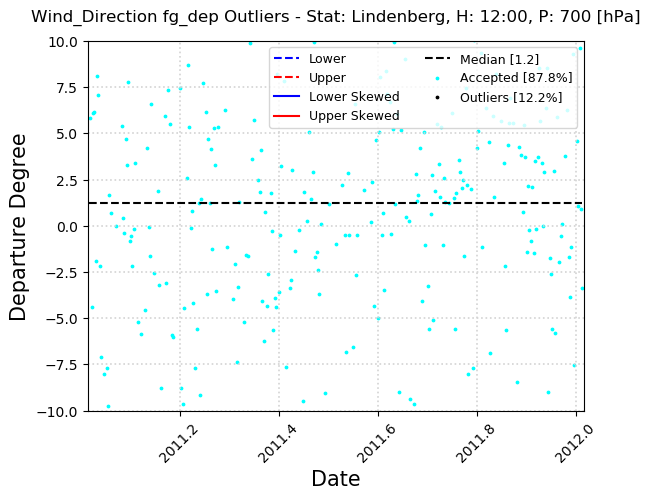 Wind_Direction fg_dep Outliers - Stat: Lindenberg, H: 12:00, P: 700 [hPa]
Lower
Upper
Lower Skewed
Upper Skewed
Median [1.2]
Accepted [87.8%]
Outliers [12.2%]
Departure Degree
10.0
7.5
5.0
2.5
0.0
−2.5
−5.0
−7.5
−10.0
2011.2
2011.4
2011.6
2011.8
2012.0
Date